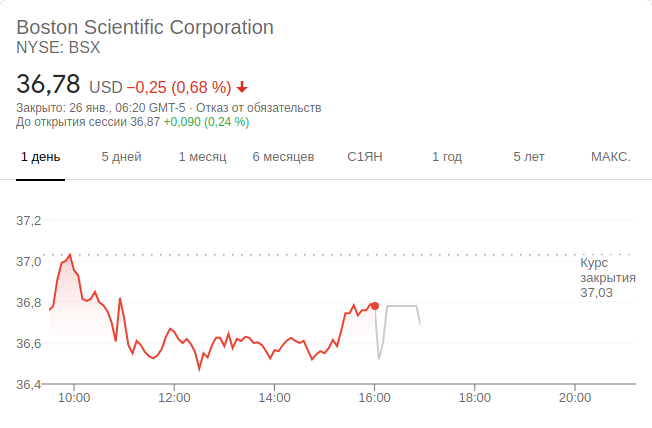 Boston Scientific Corporation
NYSE: BSX
36,78 USD −0,25 (0,68 %)
Закрыто: 26 янв., 06:20 GMT-5 · Отказ от обязательств
До открытия сессии 36,87 +0,090 (0,24 %)
1 день 5 дней 1 месяц 6 месяцев С1ЯН 1 год 5 лет МАКС.
37,2
37,0
Курс
закрытия
37,03
36,8
36,6
36,4
10:00 12:00 14:00 16:00 18:00 20:00